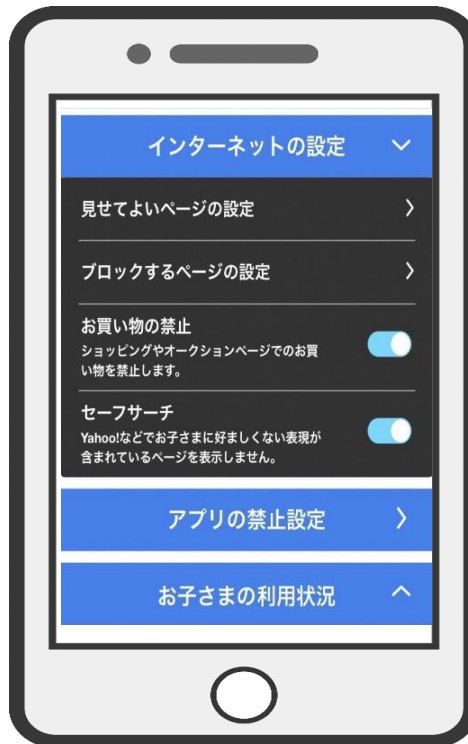 インターネットの設定
見せてよいページの設定
ブロックするページの設定
お買い物の禁止
ショッピングやオークションページでのお買
い物を禁止します。
セーフサーチ
Yahoo!などでお子さまに好ましくない表現が
含まれているページを表示しません。
アプリの禁止設定
お子さまの利用状況